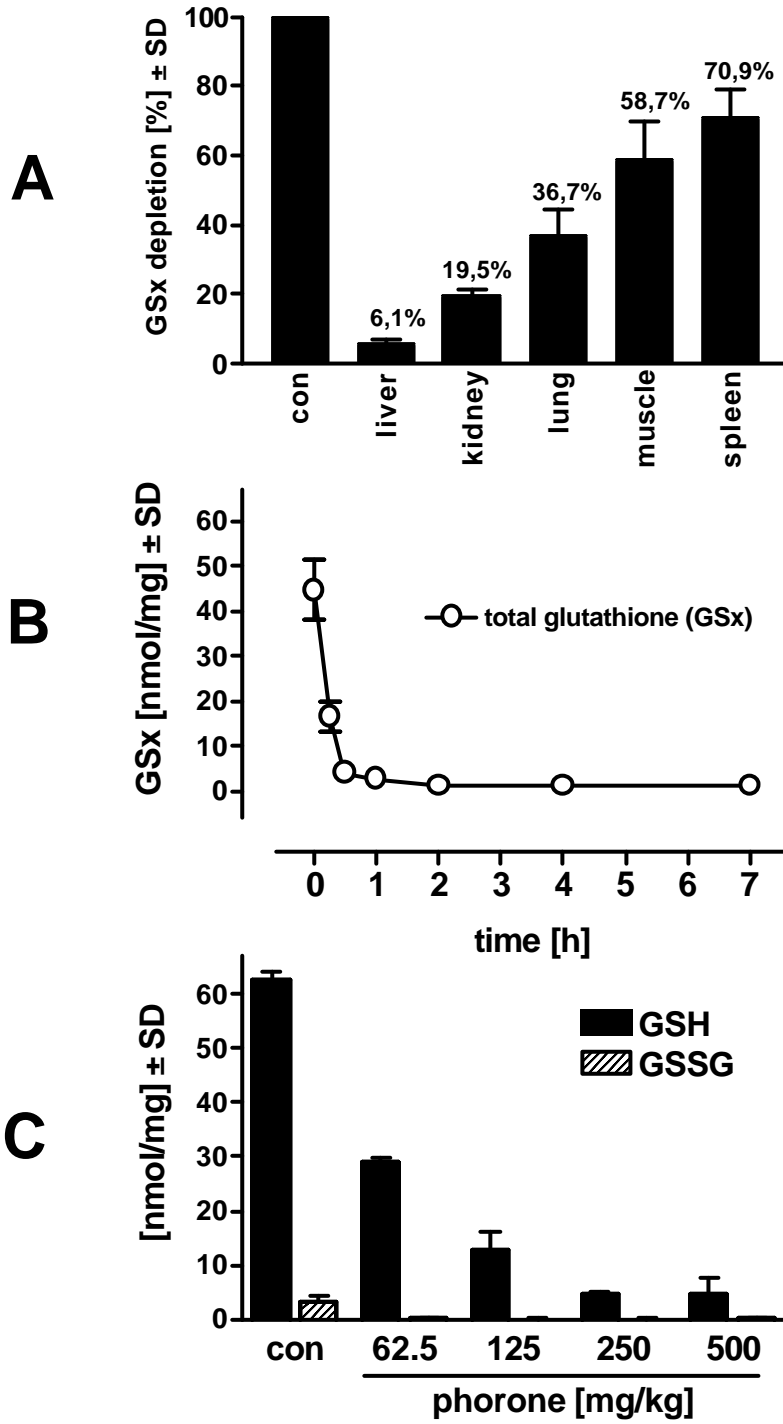 A
GSx depletion [%] ± SD
100
80
60
40
20
0
6,1%
19,5%
36,7%
58,7%
70,9%
con
liver
kidney
lung
muscle
spleen
B
GSx [nmol/mg] ± SD
60
50
40
30
20
10
0
total glutathione (GSx)
0 1 2 3 4 5 6 7
time [h]
C
[nmol/mg] ± SD
60
50
40
30
20
10
0
GSH
GSSG
con 62.5 125 250 500
phorone [mg/kg]